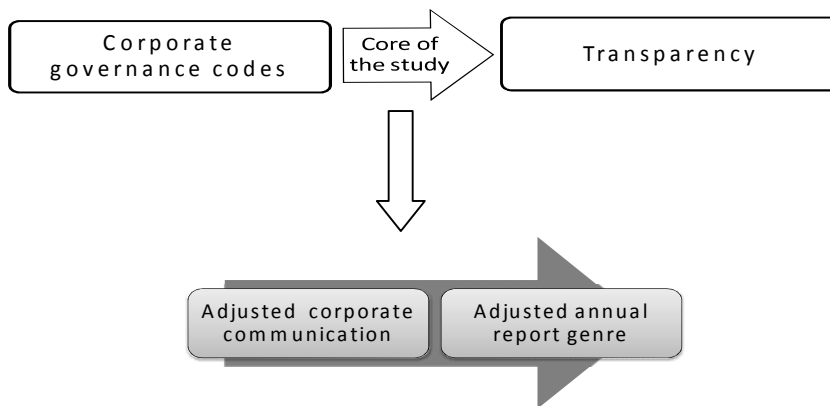 Corporate
governance codes
Core of
the study
Transparency
Adjusted corporate
communication
Adjusted annual
report genre